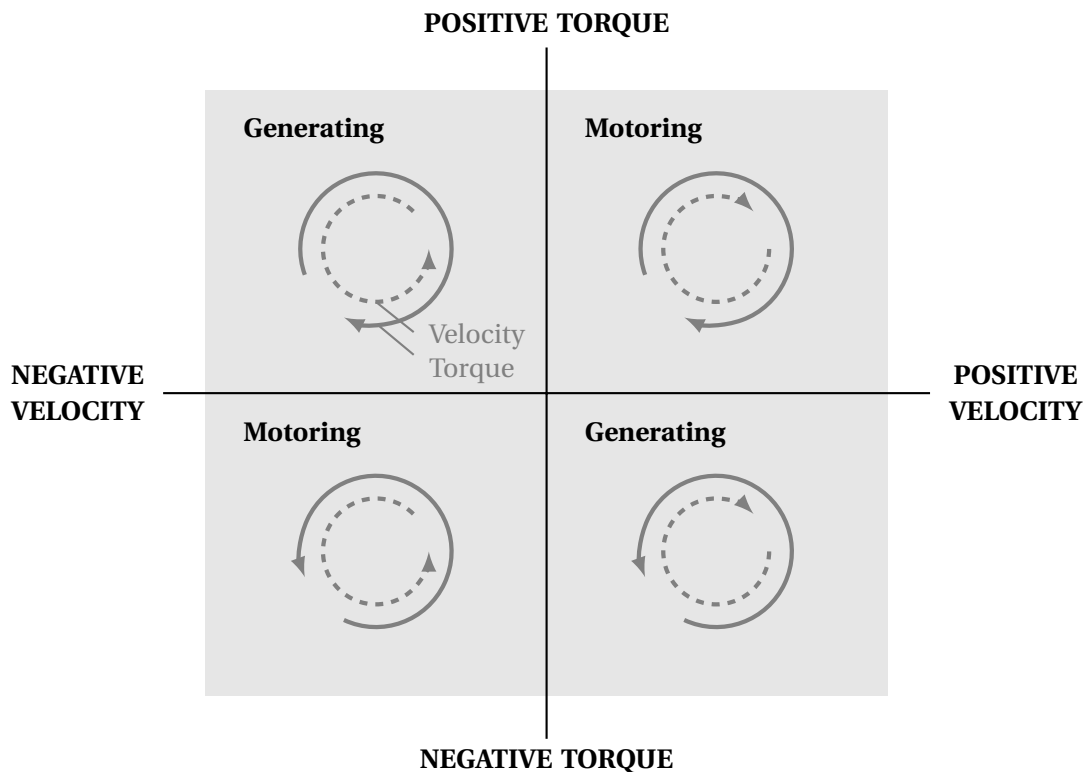 POSITIVE TORQUE
Generating
Motoring
Velocity
Torque
NEGATIVE
VELOCITY
POSITIVE
VELOCITY
Motoring
Generating
NEGATIVE TORQUE